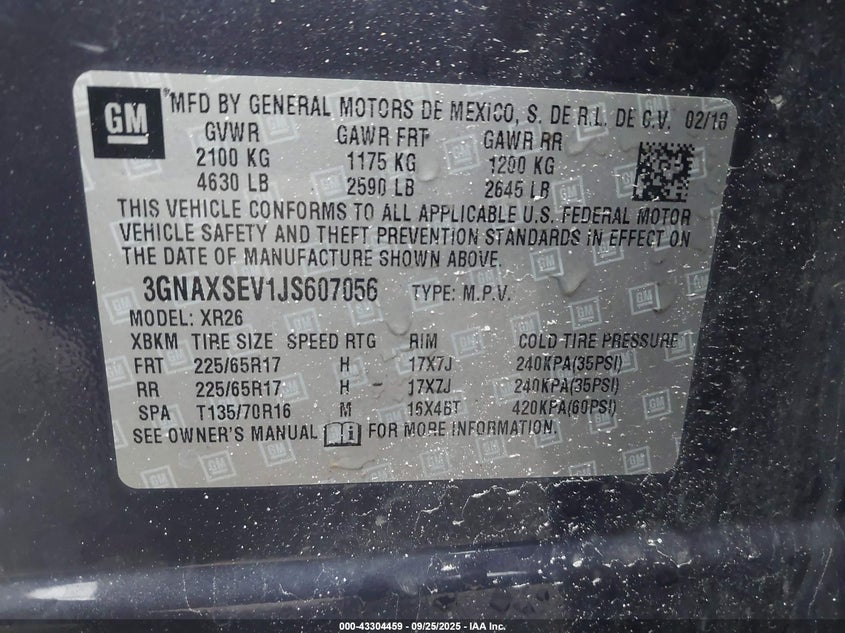 GM
®MFD BY GENERAL MOTORS DE MEXICO, S. DE R.L. DE C.V. 02/18
GVWR GAWR FRT GAWR RR
2100 KG 1175 KG 1200 KG
4630 LB 2590 LB 2645 LB
THIS VEHICLE CONFORMS TO ALL APPLICABLE U.S. FEDERAL MOTOR
VEHICLE SAFETY AND THEFT PREVENTION STANDARDS IN EFFECT ON
THE DATE OF MANUFACTURE SHOWN ABOVE.
3GNAXSEV1JS607056 TYPE: M.P.V.
MODEL: XR26
XBKM TIRE SIZE SPEED RTG RIM COLD TIRE PRESSURE
FRT 225/65R17 H 17X7J 240KPA(35PSI)
RR 225/65R17 H 17X7J 240KPA(35PSI)
SPA T135/70R16 M 16X4BT 420KPA(60PSI)
SEE OWNER'S MANUAL i FOR MORE INFORMATION.
000-43304459 - 09/25/2025 - IAA Inc.